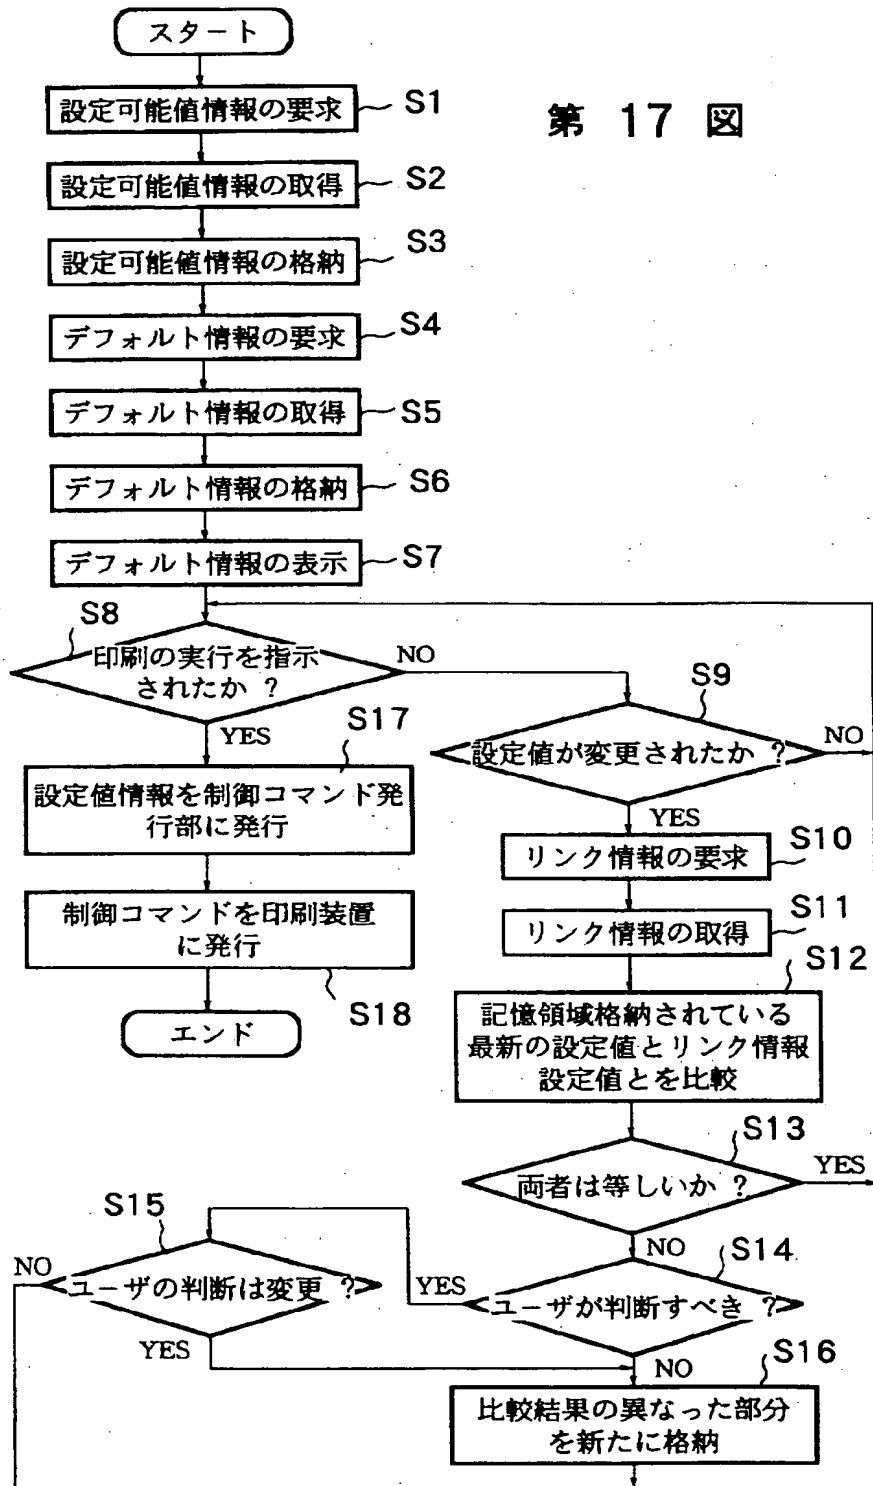 スタート
設定可能値情報の要求
S1
第 17 図
設定可能値情報の取得
S2
設定可能値情報の格納
S3
デフォルト情報の要求
S4
デフォルト情報の取得
S5
デフォルト情報の格納
S6
デフォルト情報の表示
S7
S8
印刷の実行を指示
されたか ?
NO
YES
S9
設定値が変更されたか ?
NO
YES
S17
設定値情報を制御コマンド発
行部に発行
S10
リンク情報の要求
S11
リンク情報の取得
制御コマンドを印刷装置
に発行
S18
エンド
S12
記憶領域格納されている
最新の設定値とリンク情報
設定値とを比較
S13
両者は等しいか ?
YES
NO
S14
ユーザが判断すべき ?
YES
NO
S15
ユーザの判断は変更 ?
NO
YES
S16
比較結果の異なった部分
を新たに格納